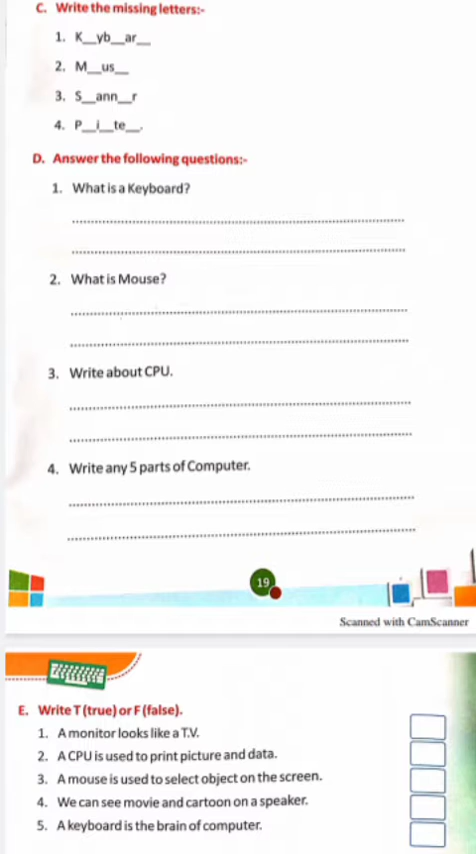 C. Write the missing letters:-
1. K__yb__ar__
2. M__us__
3. S__ann__r
4. P__i__te__.
D. Answer the following questions:-
1. What is a Keyboard?
2. What is Mouse?
3. Write about CPU.
4. Write any 5 parts of Computer.
19
Scanned with CamScanner
E. Write T (true) or F (false).
1. A monitor looks like a T.V.
2. A CPU is used to print picture and data.
3. A mouse is used to select object on the screen.
4. We can see movie and cartoon on a speaker.
5. A keyboard is the brain of computer.